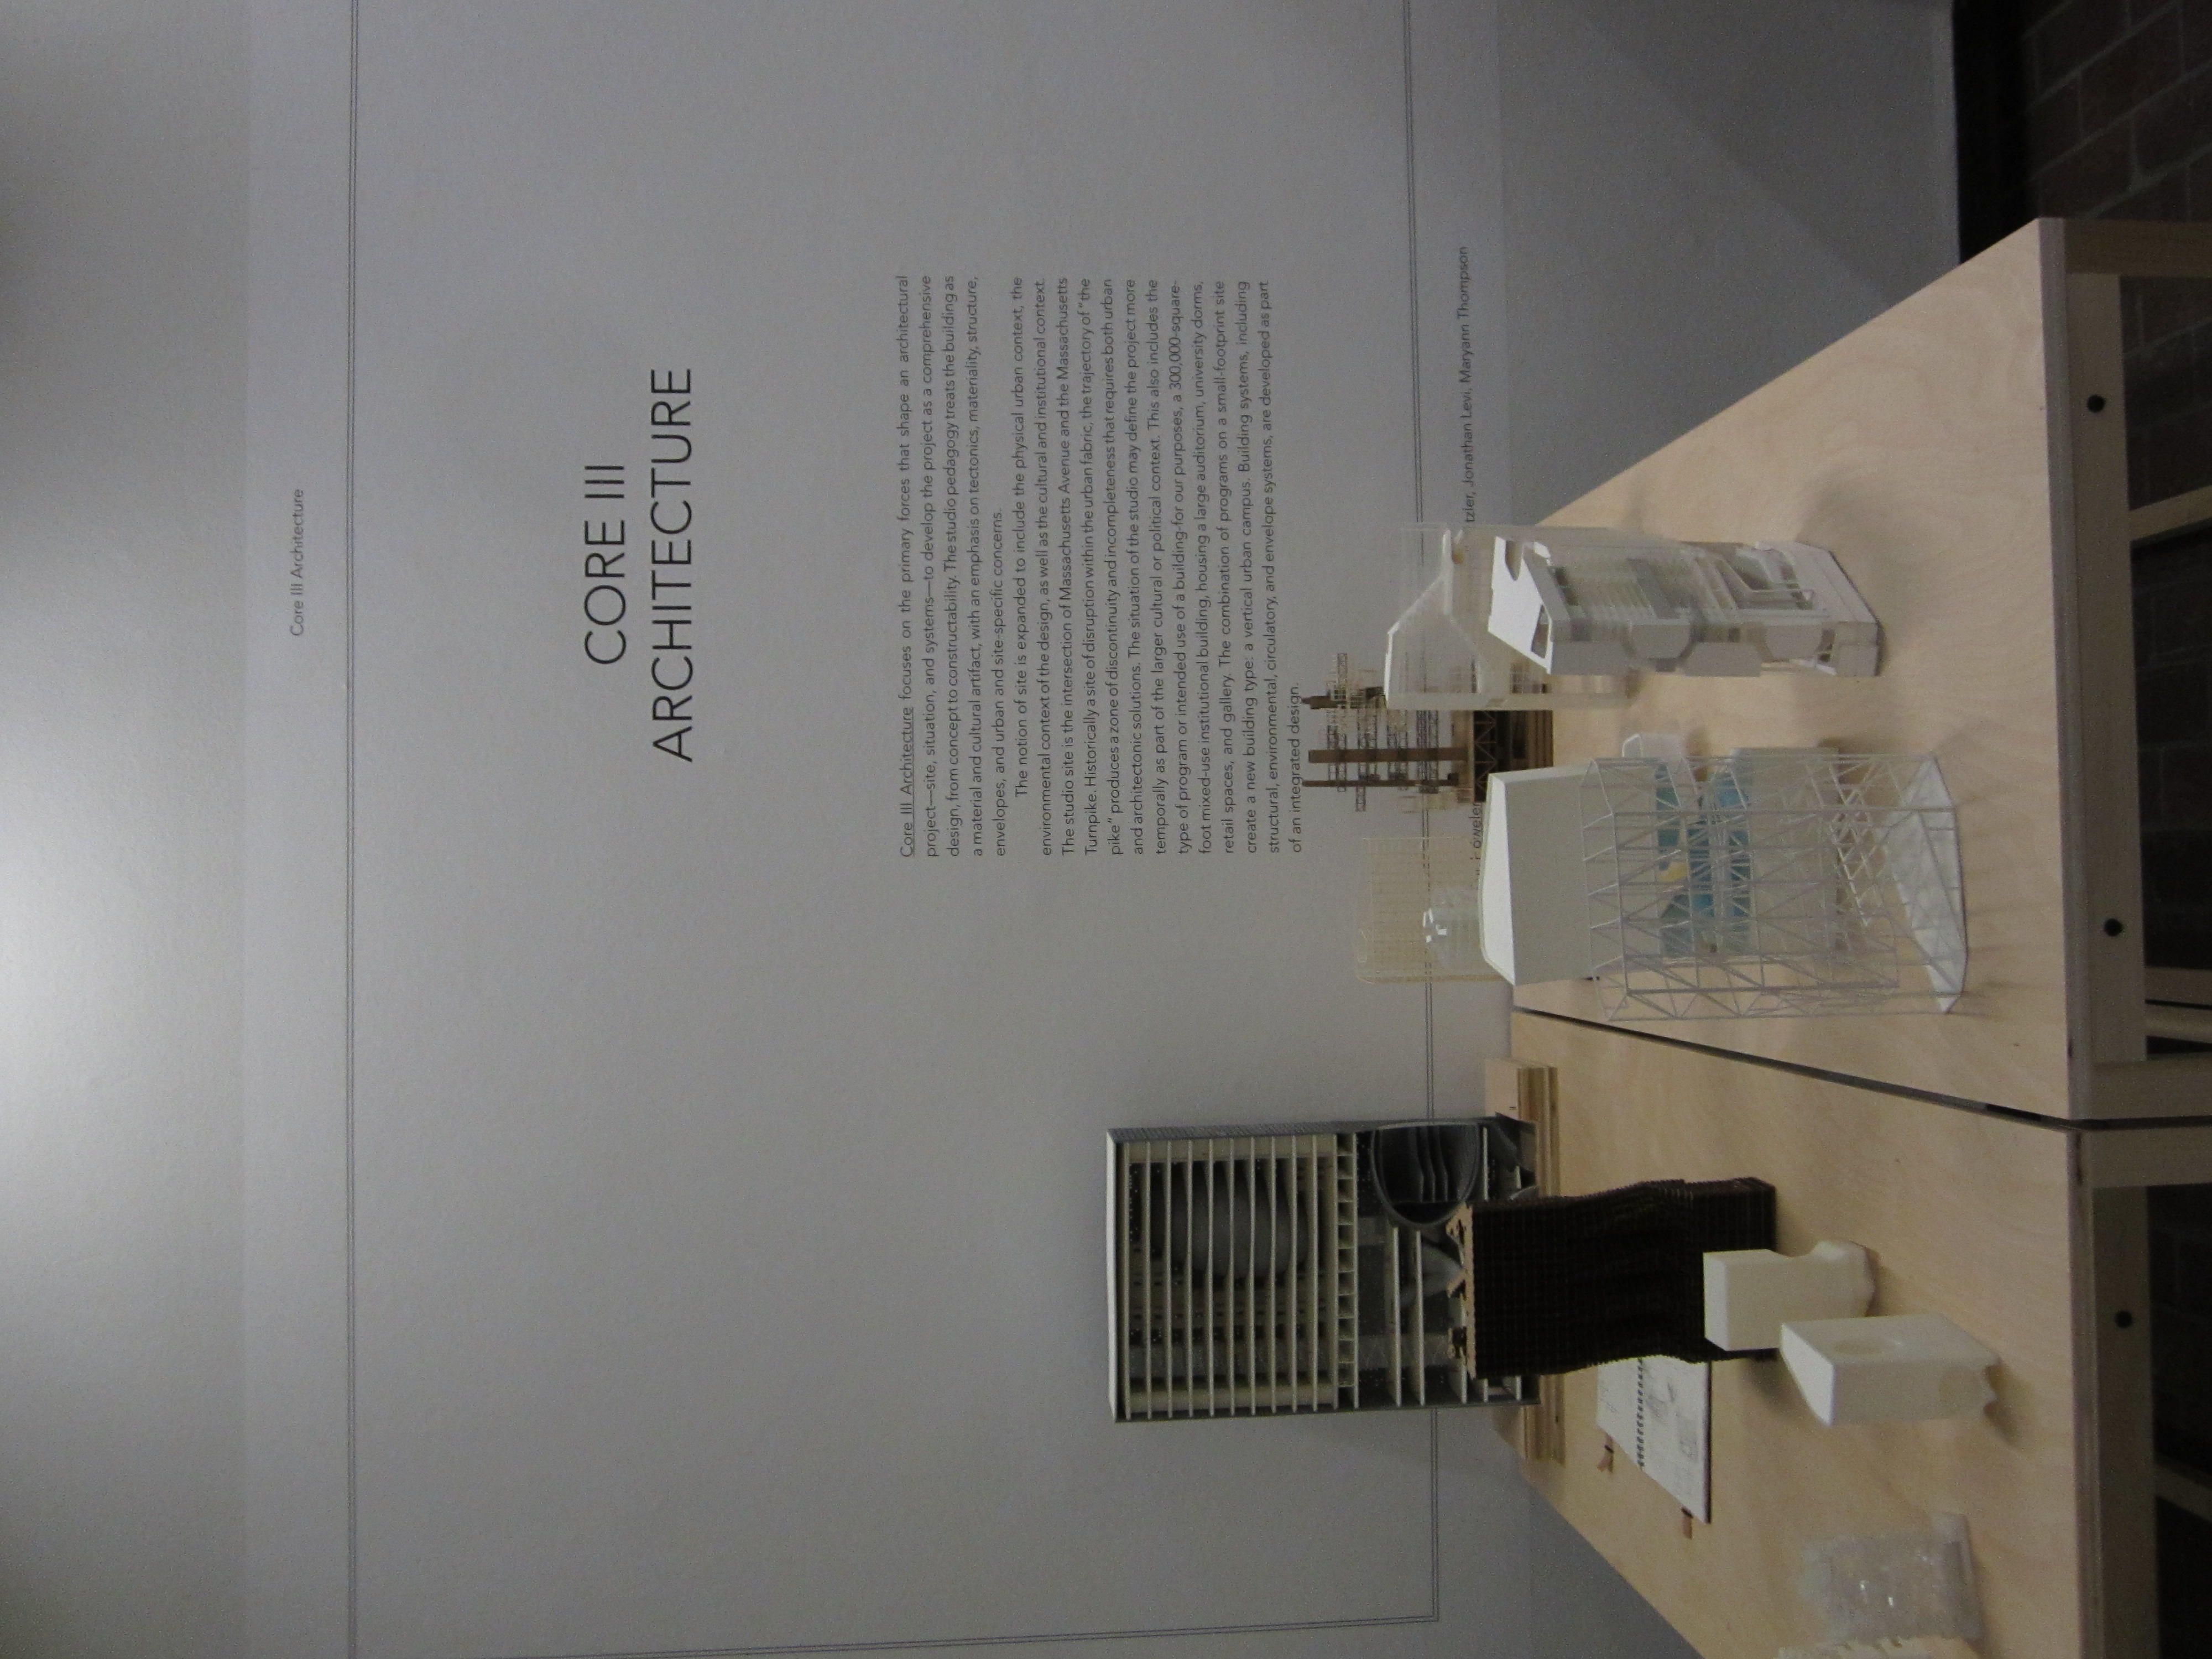 Core III Architecture
CORE III
ARCHITECTURE
Core III Architecture focuses on the primary forces that shape an architectural
project—site, situation, and systems—to develop the project as a comprehensive
design, from concept to constructability. The studio pedagogy treats the building as
a material and cultural artifact, with an emphasis on tectonics, materiality, structure,
envelopes, and urban and site-specific concerns.
The notion of site is expanded to include the physical urban context, the
environmental context of the design, as well as the cultural and institutional context.
The studio site is the intersection of Massachusetts Avenue and the Massachusetts
Turnpike. Historically a site of disruption within the urban fabric, the trajectory of "the
pike" produces a zone of discontinuity and incompleteness that requires both urban
and architectonic solutions. The situation of the studio may define the project more
temporally as part of the larger cultural or political context. This also includes the
type of program or intended use of a building-for our purposes, a 300,000-square-
foot mixed-use institutional building, housing a large auditorium, university dorms,
retail spaces, and gallery. The combination of programs on a small-footprint site
create a new building type: a vertical urban campus. Building systems, including
structural, environmental, circulatory, and envelope systems, are developed as part
of an integrated design.
tzler, Jonathan Levi, Maryann Thompson